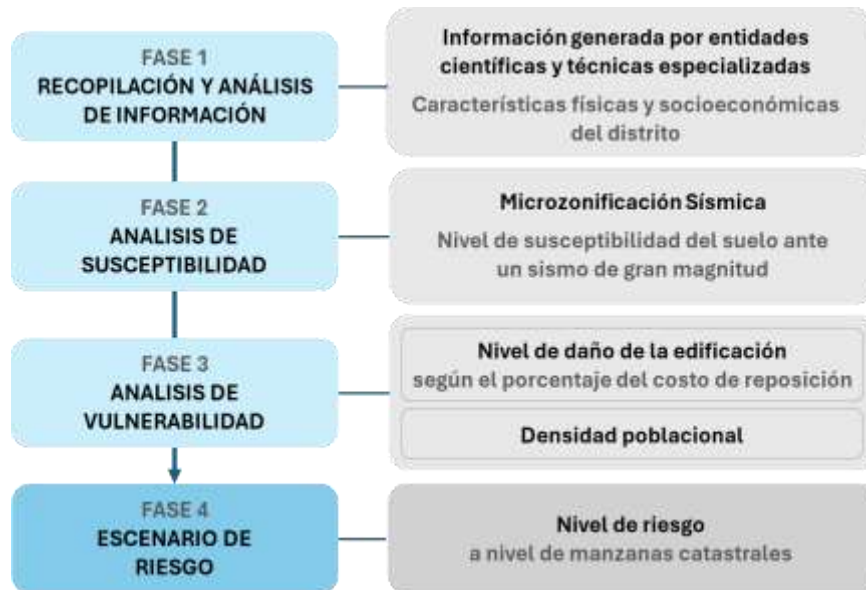 FASE 1
RECOPILACIÓN Y ANÁLISIS
DE INFORMACIÓN
Información generada por entidades
científicas y técnicas especializadas
Características físicas y socioeconómicas
del distrito
FASE 2
ANALISIS DE
SUSCEPTIBILIDAD
Microzonificación Sísmica
Nivel de susceptibilidad del suelo ante
un sismo de gran magnitud
FASE 3
ANALISIS DE
VULNERABILIDAD
Nivel de daño de la edificación
según el porcentaje del costo de reposición
Densidad poblacional
FASE 4
ESCENARIO DE
RIESGO
Nivel de riesgo
a nivel de manzanas catastrales